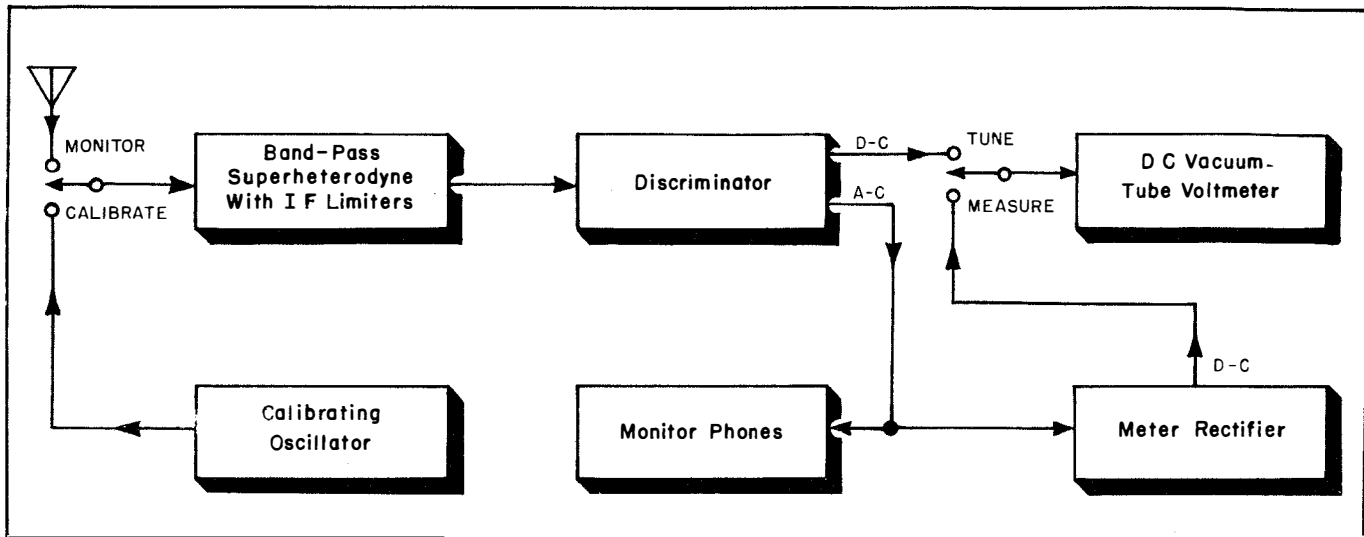 MONITOR
CALIBRATE
Band-Pass
Superheterodyne
With I F Limiters
Discriminator
D-C
A-C
TUNE
MEASURE
D C Vacuum-
Tube Voltmeter
Calibrating
Oscillator
Monitor Phones
D-C
Meter Rectifier